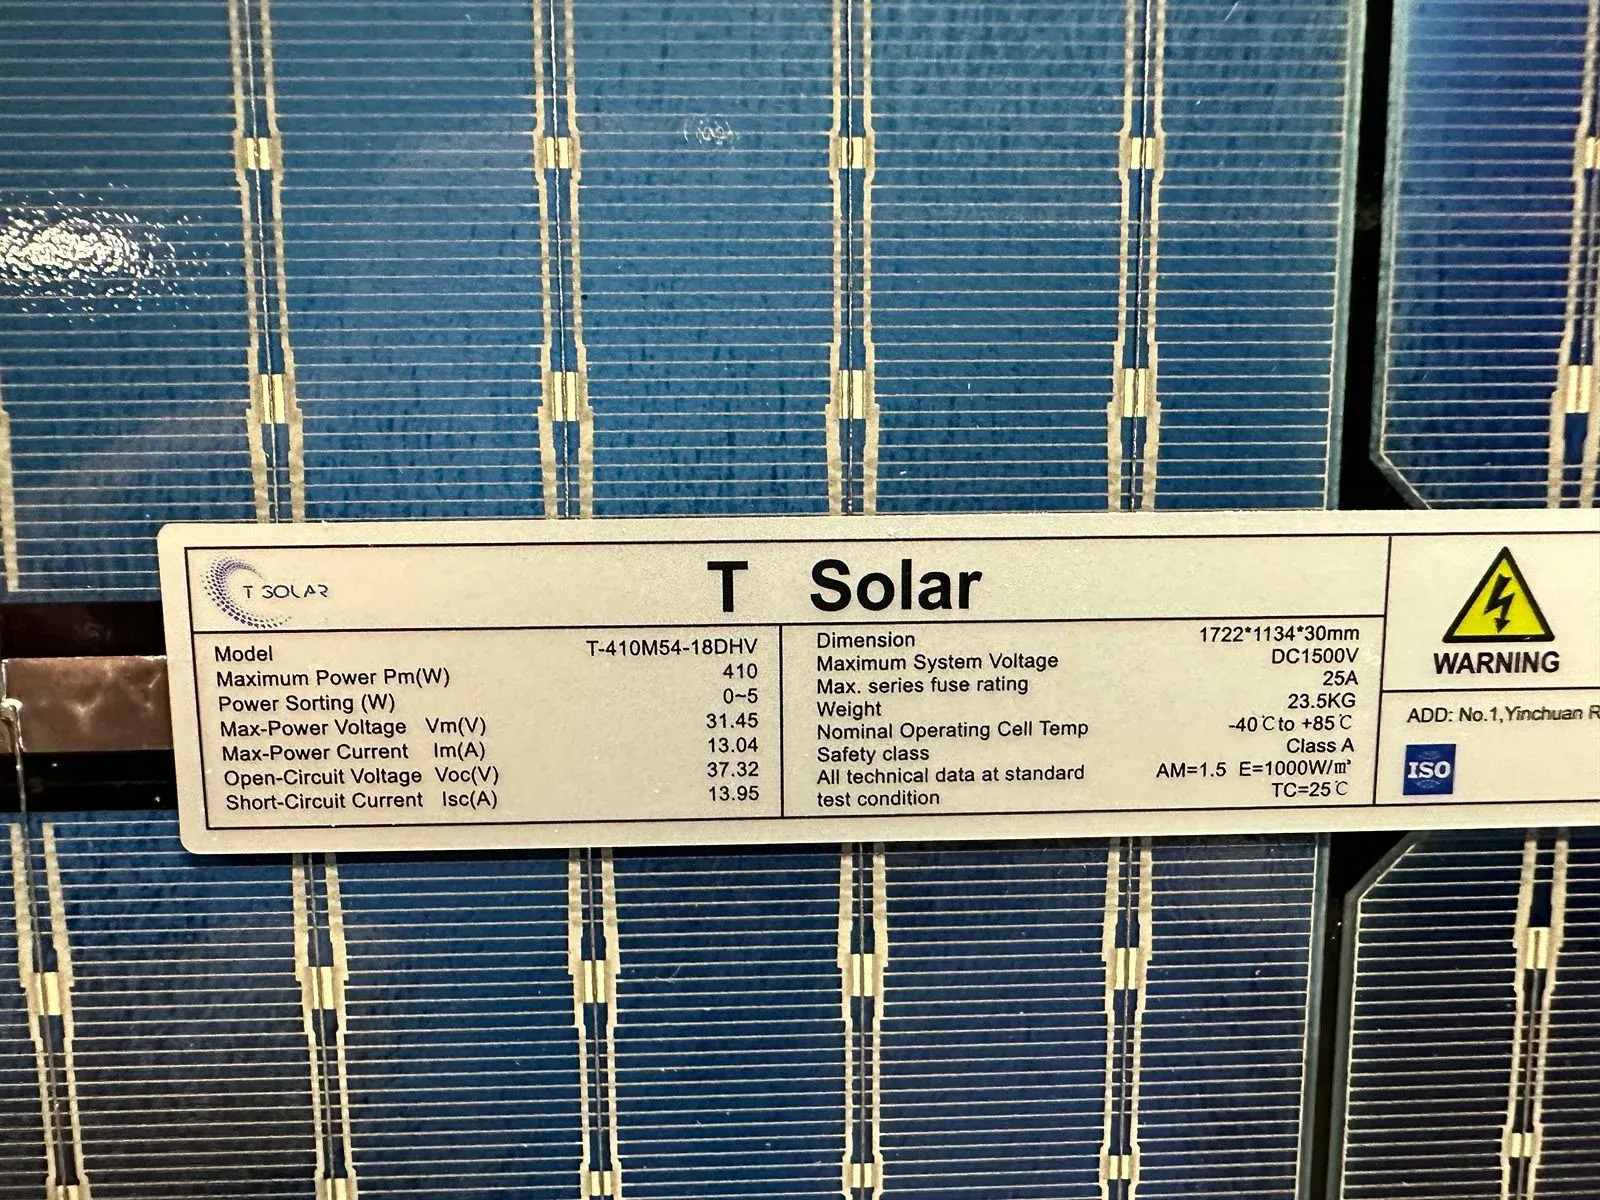 T SOLAR
T Solar
Model T-410M54-18DHV
Maximum Power Pm(W) 410
Power Sorting (W) 0~5
Max-Power Voltage Vm(V) 31.45
Max-Power Current Im(A) 13.04
Open-Circuit Voltage Voc(V) 37.32
Short-Circuit Current Isc(A) 13.95
Dimension 1722*1134*30mm
Maximum System Voltage DC1500V
Max. series fuse rating 25A
Weight 23.5KG
Nominal Operating Cell Temp -40℃to +85℃
Safety class Class A
All technical data at standard AM=1.5 E=1000W/㎡
test condition TC=25℃
WARNING
ADD: No.1,Yinchuan R
ISO